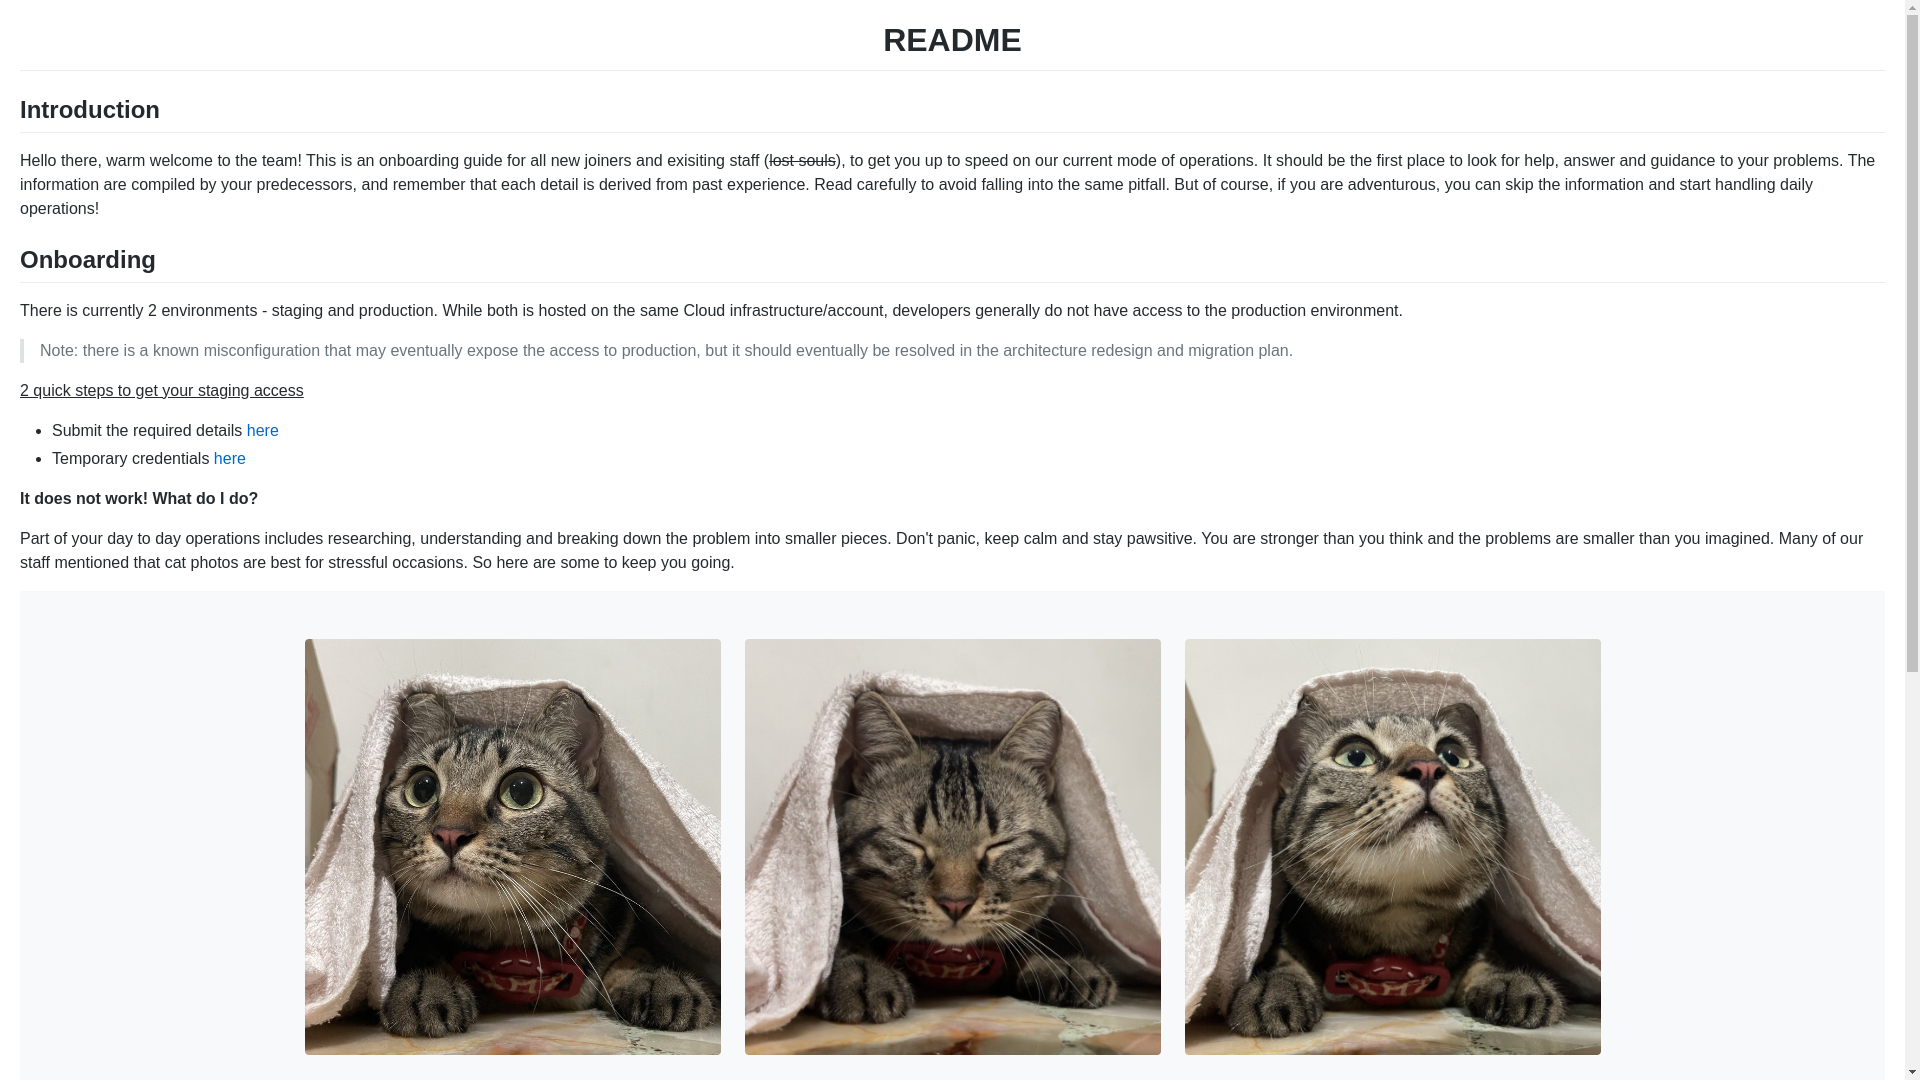 README
Introduction
Hello there, warm welcome to the team! This is an onboarding guide for all new joiners and exisiting staff (lost souls), to get you up to speed on our current mode of operations. It should be the first place to look for help, answer and guidance to your problems. The
information are compiled by your predecessors, and remember that each detail is derived from past experience. Read carefully to avoid falling into the same pitfall. But of course, if you are adventurous, you can skip the information and start handling daily
operations!
Onboarding
There is currently 2 environments - staging and production. While both is hosted on the same Cloud infrastructure/account, developers generally do not have access to the production environment.
Note: there is a known misconfiguration that may eventually expose the access to production, but it should eventually be resolved in the architecture redesign and migration plan.
2 quick steps to get your staging access
Submit the required details here
Temporary credentials here
It does not work! What do I do?
Part of your day to day operations includes researching, understanding and breaking down the problem into smaller pieces. Don't panic, keep calm and stay pawsitive. You are stronger than you think and the problems are smaller than you imagined. Many of our
staff mentioned that cat photos are best for stressful occasions. So here are some to keep you going.